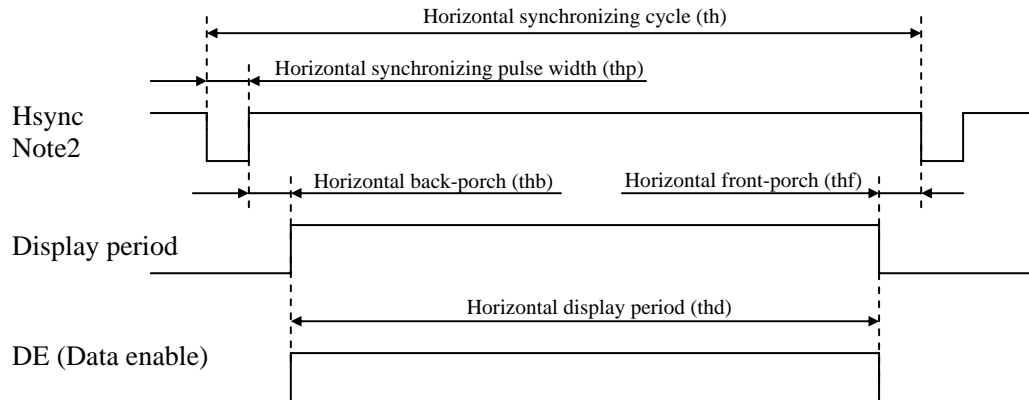 Horizontal synchronizing cycle (th)
Horizontal synchronizing pulse width (thp)
Hsync
Note2
Horizontal back-porch (thb)
Horizontal front-porch (thf)
Display period
Horizontal display period (thd)
DE (Data enable)